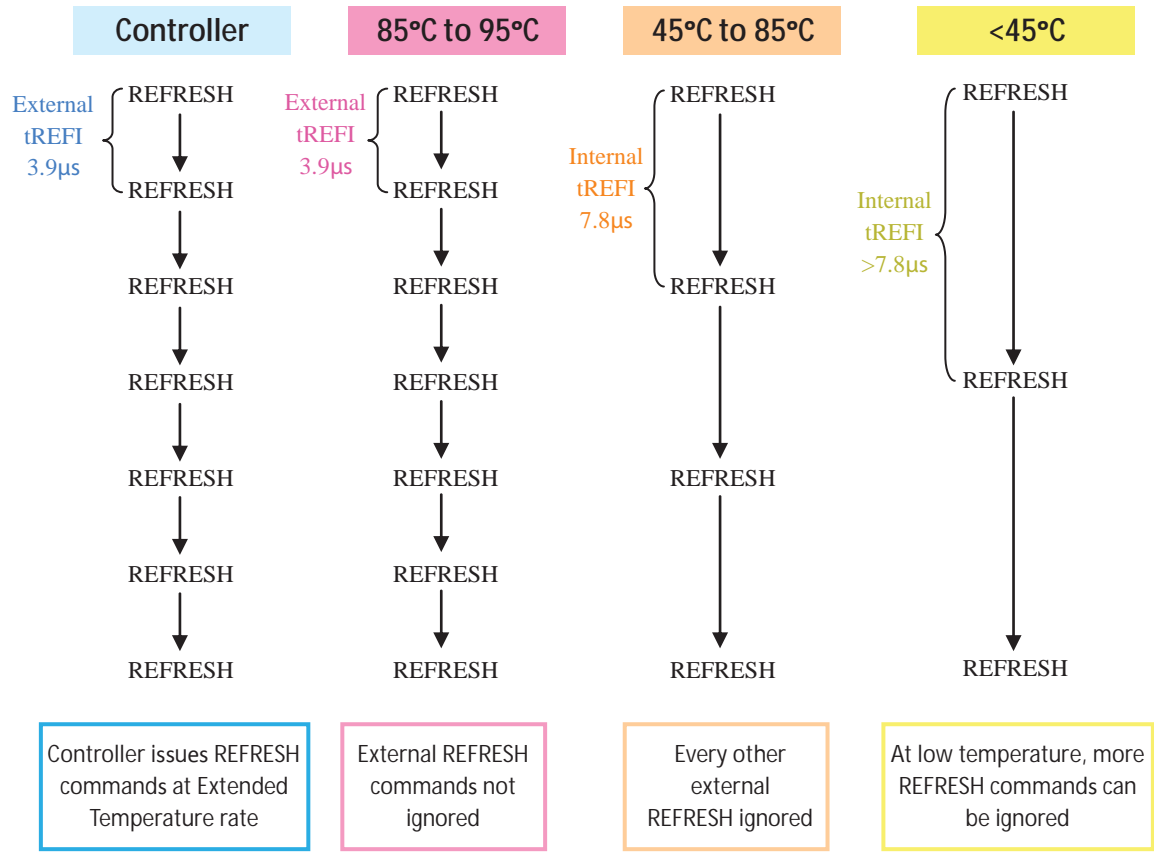 Controller
85°C to 95°C
45°C to 85°C
<45°C
External
tREFI
3.9µs
REFRESH
REFRESH
REFRESH
REFRESH
REFRESH
REFRESH
REFRESH
External
tREFI
3.9µs
REFRESH
REFRESH
REFRESH
REFRESH
REFRESH
REFRESH
REFRESH
Internal
tREFI
7.8µs
REFRESH
REFRESH
REFRESH
REFRESH
Internal
tREFI
>7.8µs
REFRESH
REFRESH
REFRESH
Controller issues REFRESH
commands at Extended
Temperature rate
External REFRESH
commands not
ignored
Every other
external
REFRESH ignored
At low temperature, more
REFRESH commands can
be ignored